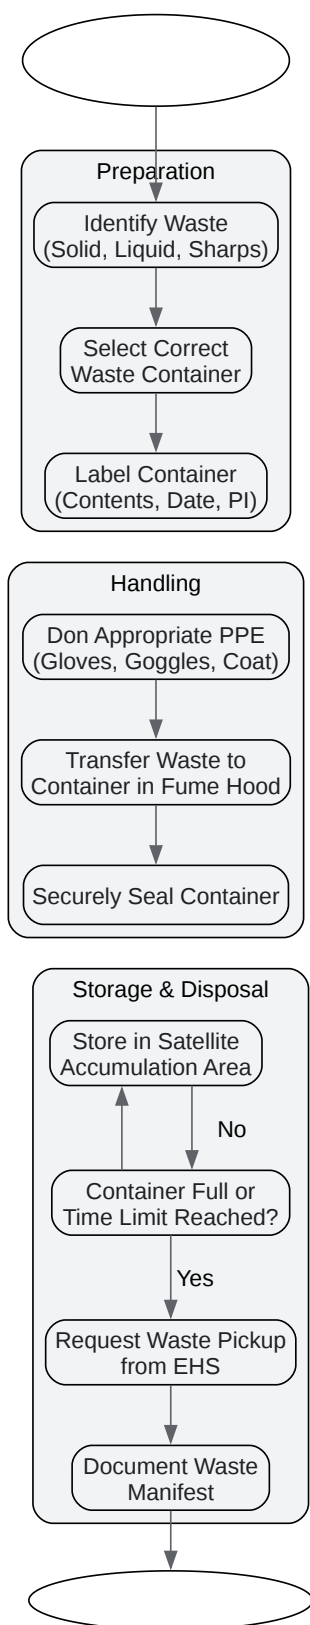 Preparation
Identify Waste
(Solid, Liquid, Sharps)
Select Correct
Waste Container
Label Container
(Contents, Date, PI)
Handling
Don Appropriate PPE
(Gloves, Goggles, Coat)
Transfer Waste to
Container in Fume Hood
Securely Seal Container
Storage & Disposal
Store in Satellite
Accumulation Area
No
Container Full or
Time Limit Reached?
Yes
Request Waste Pickup
from EHS
Document Waste
Manifest